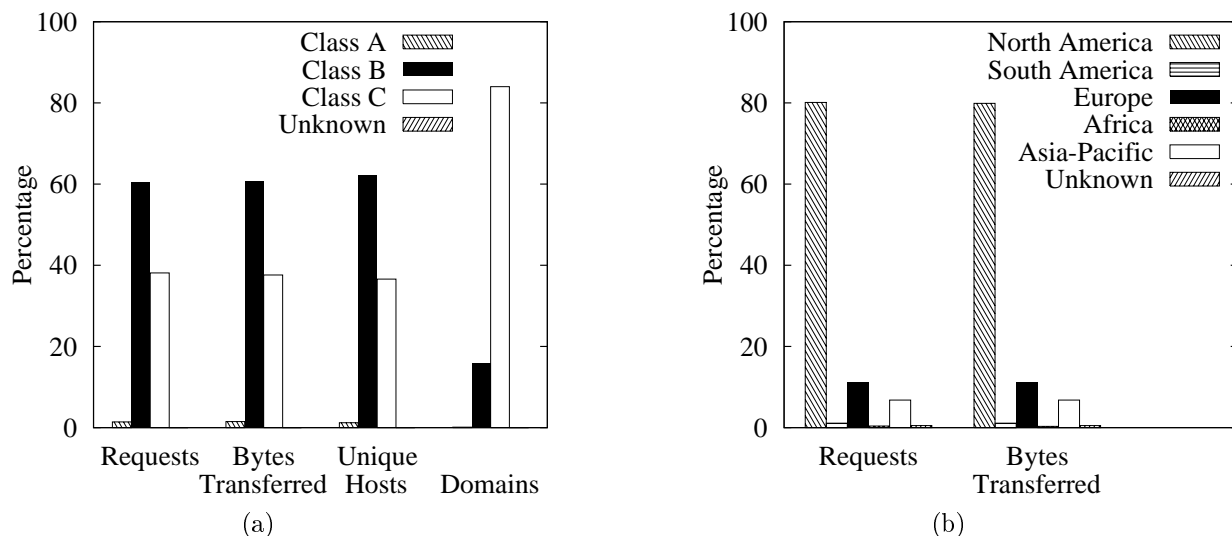 100
80
60
40
20
0
Percentage
Class A
Class B
Class C
Unknown
Requests
Bytes
Transferred
Unique
Hosts
Domains
(a)
100
80
60
40
20
0
Percentage
North America
South America
Europe
Africa
Asia-Pacific
Unknown
Requests
Bytes
Transferred
(b)